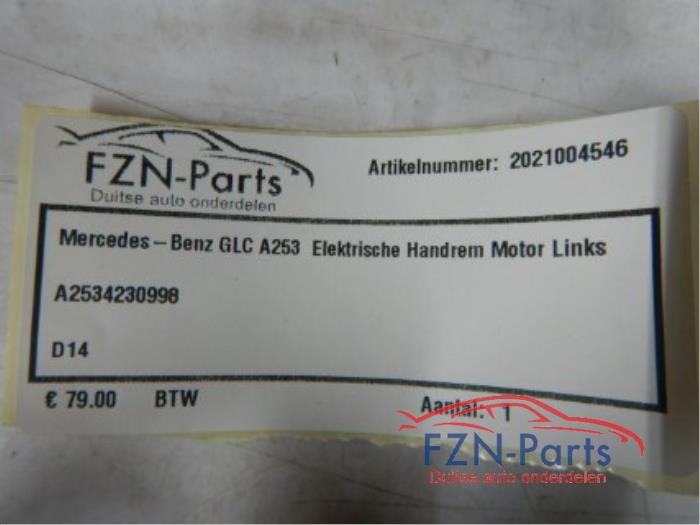 FZN-Parts
Duitse auto onderdelen
Artikelnummer: 2021004546
Mercedes-Benz GLC A253 Elektrische Handrem Motor Links
A2534230998
D14
€ 79.00 BTW Aantal: 1
FZN-Parts
Duitse auto onderdelen